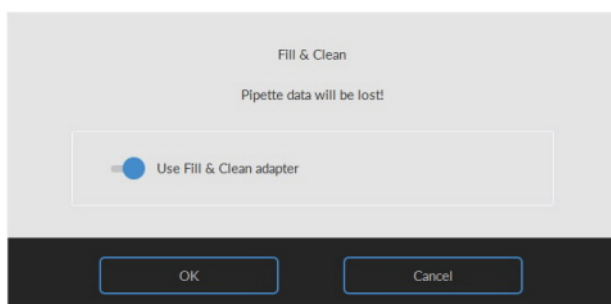 Fill & Clean
Pipette data will be lost!
Use Fill & Clean adapter
OK
Cancel